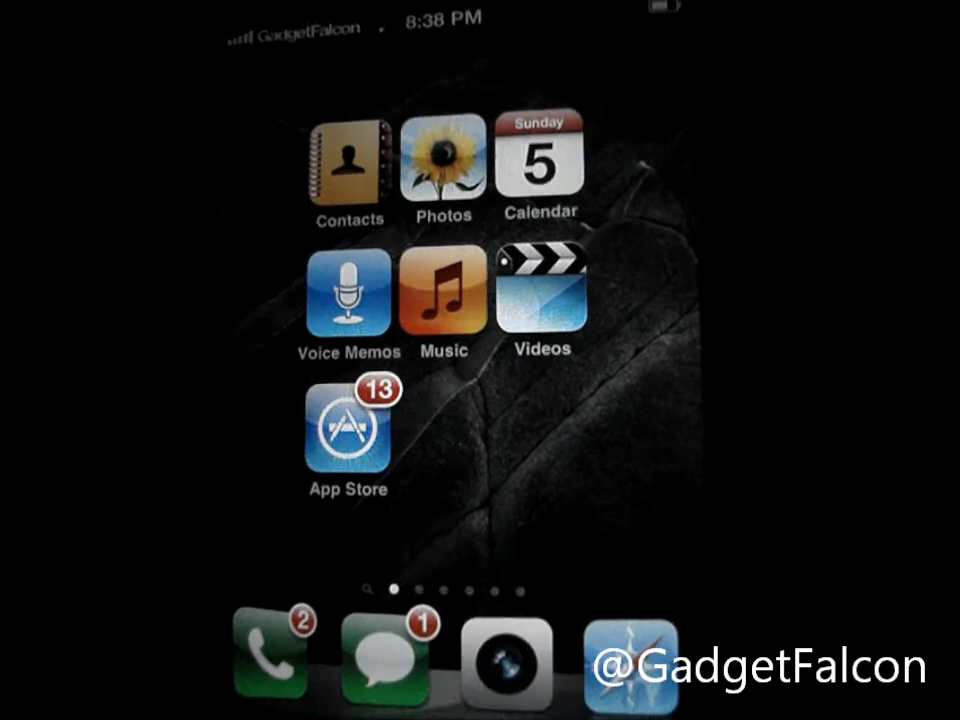 GadgetFalcon 8:38 PM
Sunday
5
Contacts Photos Calendar
Voice Memos Music Videos
13
App Store
2 1
@GadgetFalcon